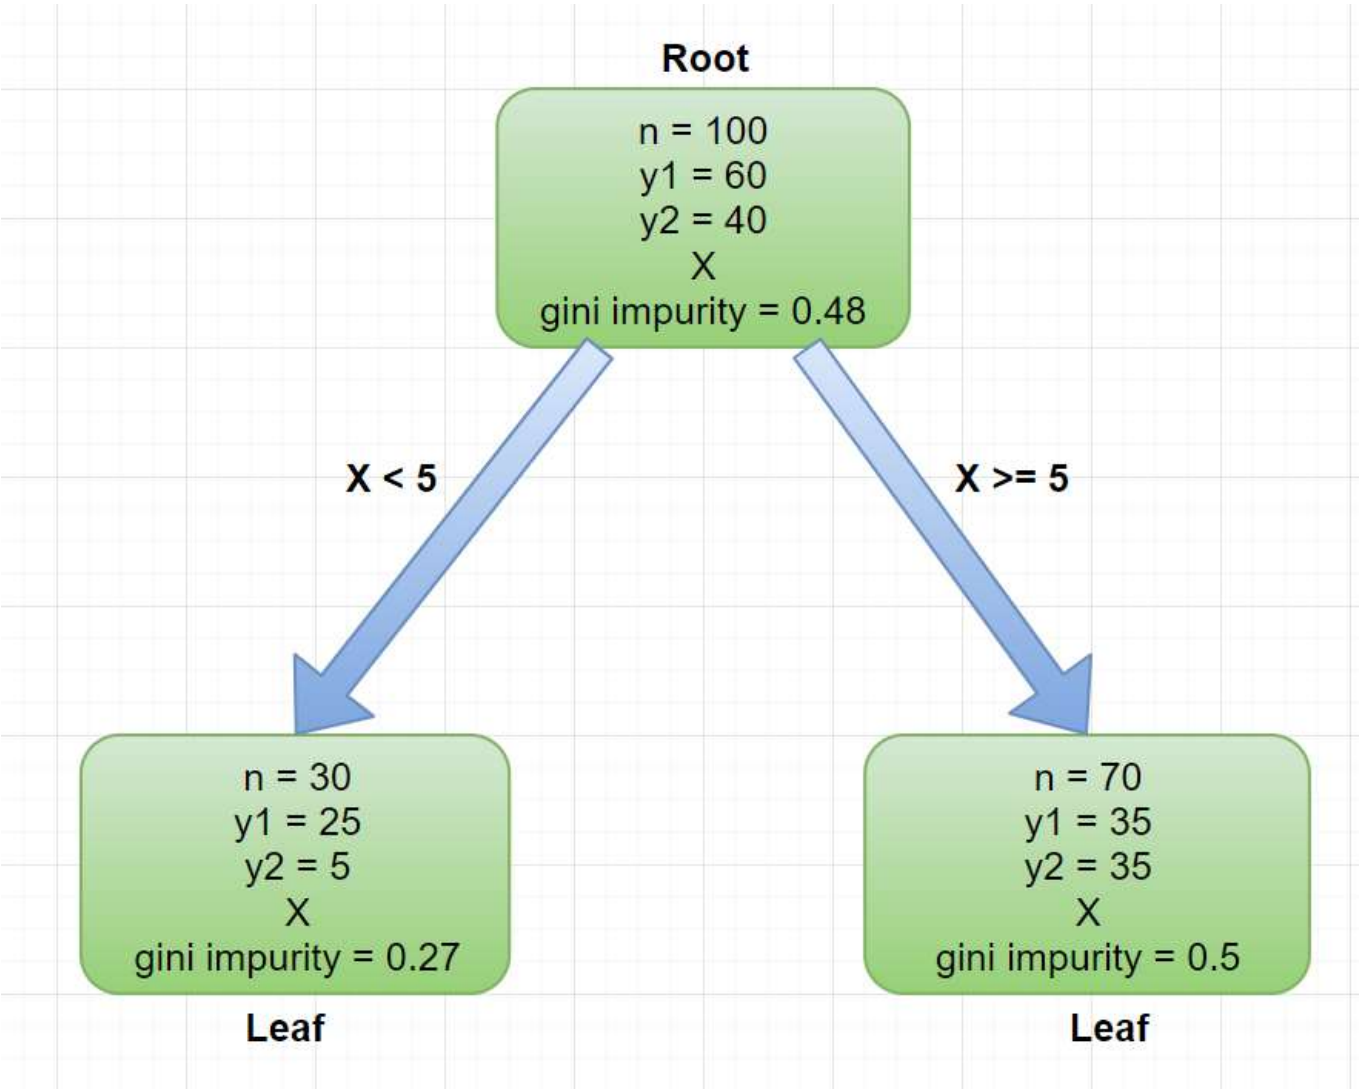 Root
n = 100
y1 = 60
y2 = 40
X
gini impurity = 0.48
X < 5
X >= 5
n = 30
y1 = 25
y2 = 5
X
gini impurity = 0.27
Leaf
n = 70
y1 = 35
y2 = 35
X
gini impurity = 0.5
Leaf